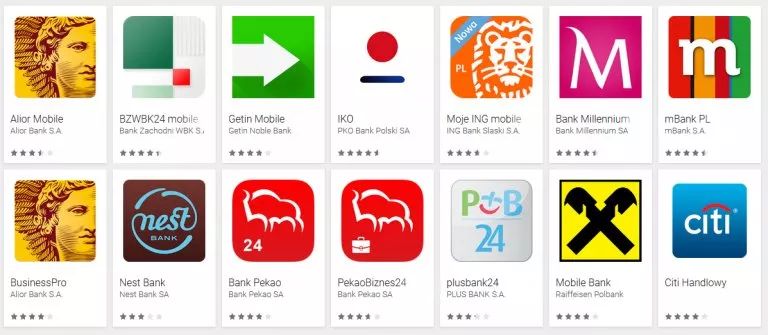 Nowo
PL
M
m
Alior Mobile
BZWBK24 mobile
Getin Mobile
IKO
Moje ING mobile
Bank Millennium
mBank PL
Alior Bank S.A.
Bank Zachodni WBK S.A
Getin Noble Bank
PKO Bank Polski SA
ING Bank Slaski S.A.
Bank Millennium SA
mBank S.A.
nest
BANK
24
P+B
24
citi
BusinessPro
Nest Bank
Bank Pekao
PekaoBiznes24
plusbank24
Mobile Bank
Citi Handlowy
Alior Bank S.A.
Nest Bank SA
Bank Pekao SA
Bank Pekao SA
PLUS BANK S.A.
Raiffeisen Polbank